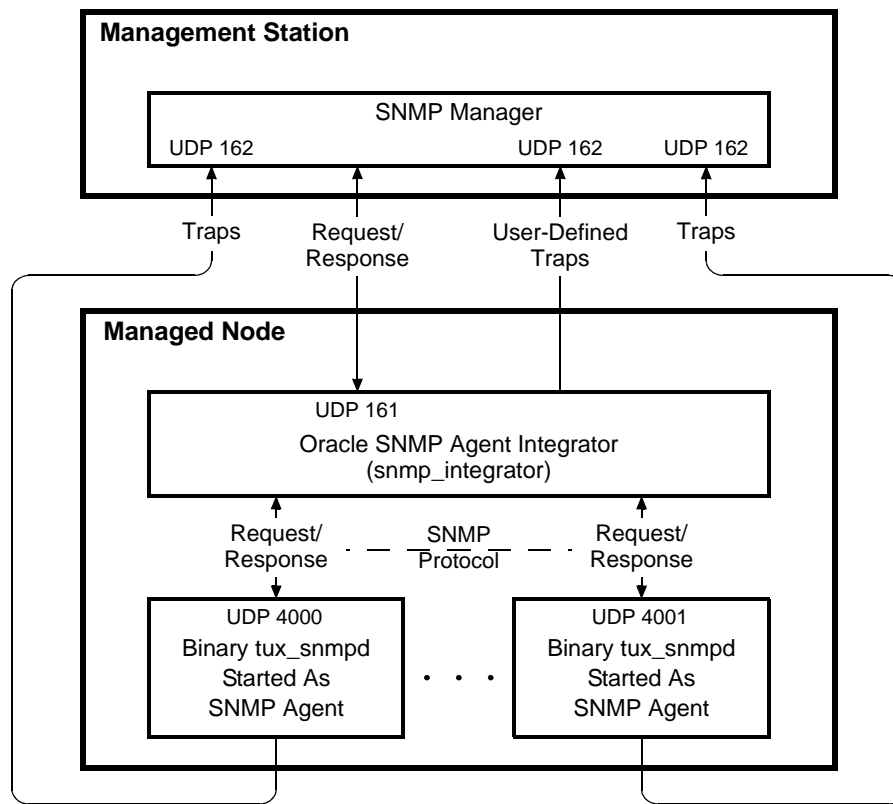 Management Station
SNMP Manager
UDP 162
UDP 162
UDP 162
Traps
Request/
Response
User-Defined
Traps
Traps
Managed Node
UDP 161
Oracle SNMP Agent Integrator
(snmp_integrator)
Request/
Response
SNMP
Protocol
Request/
Response
UDP 4000
Binary tux_snmpd
Started As
SNMP Agent
. . .
UDP 4001
Binary tux_snmpd
Started As
SNMP Agent